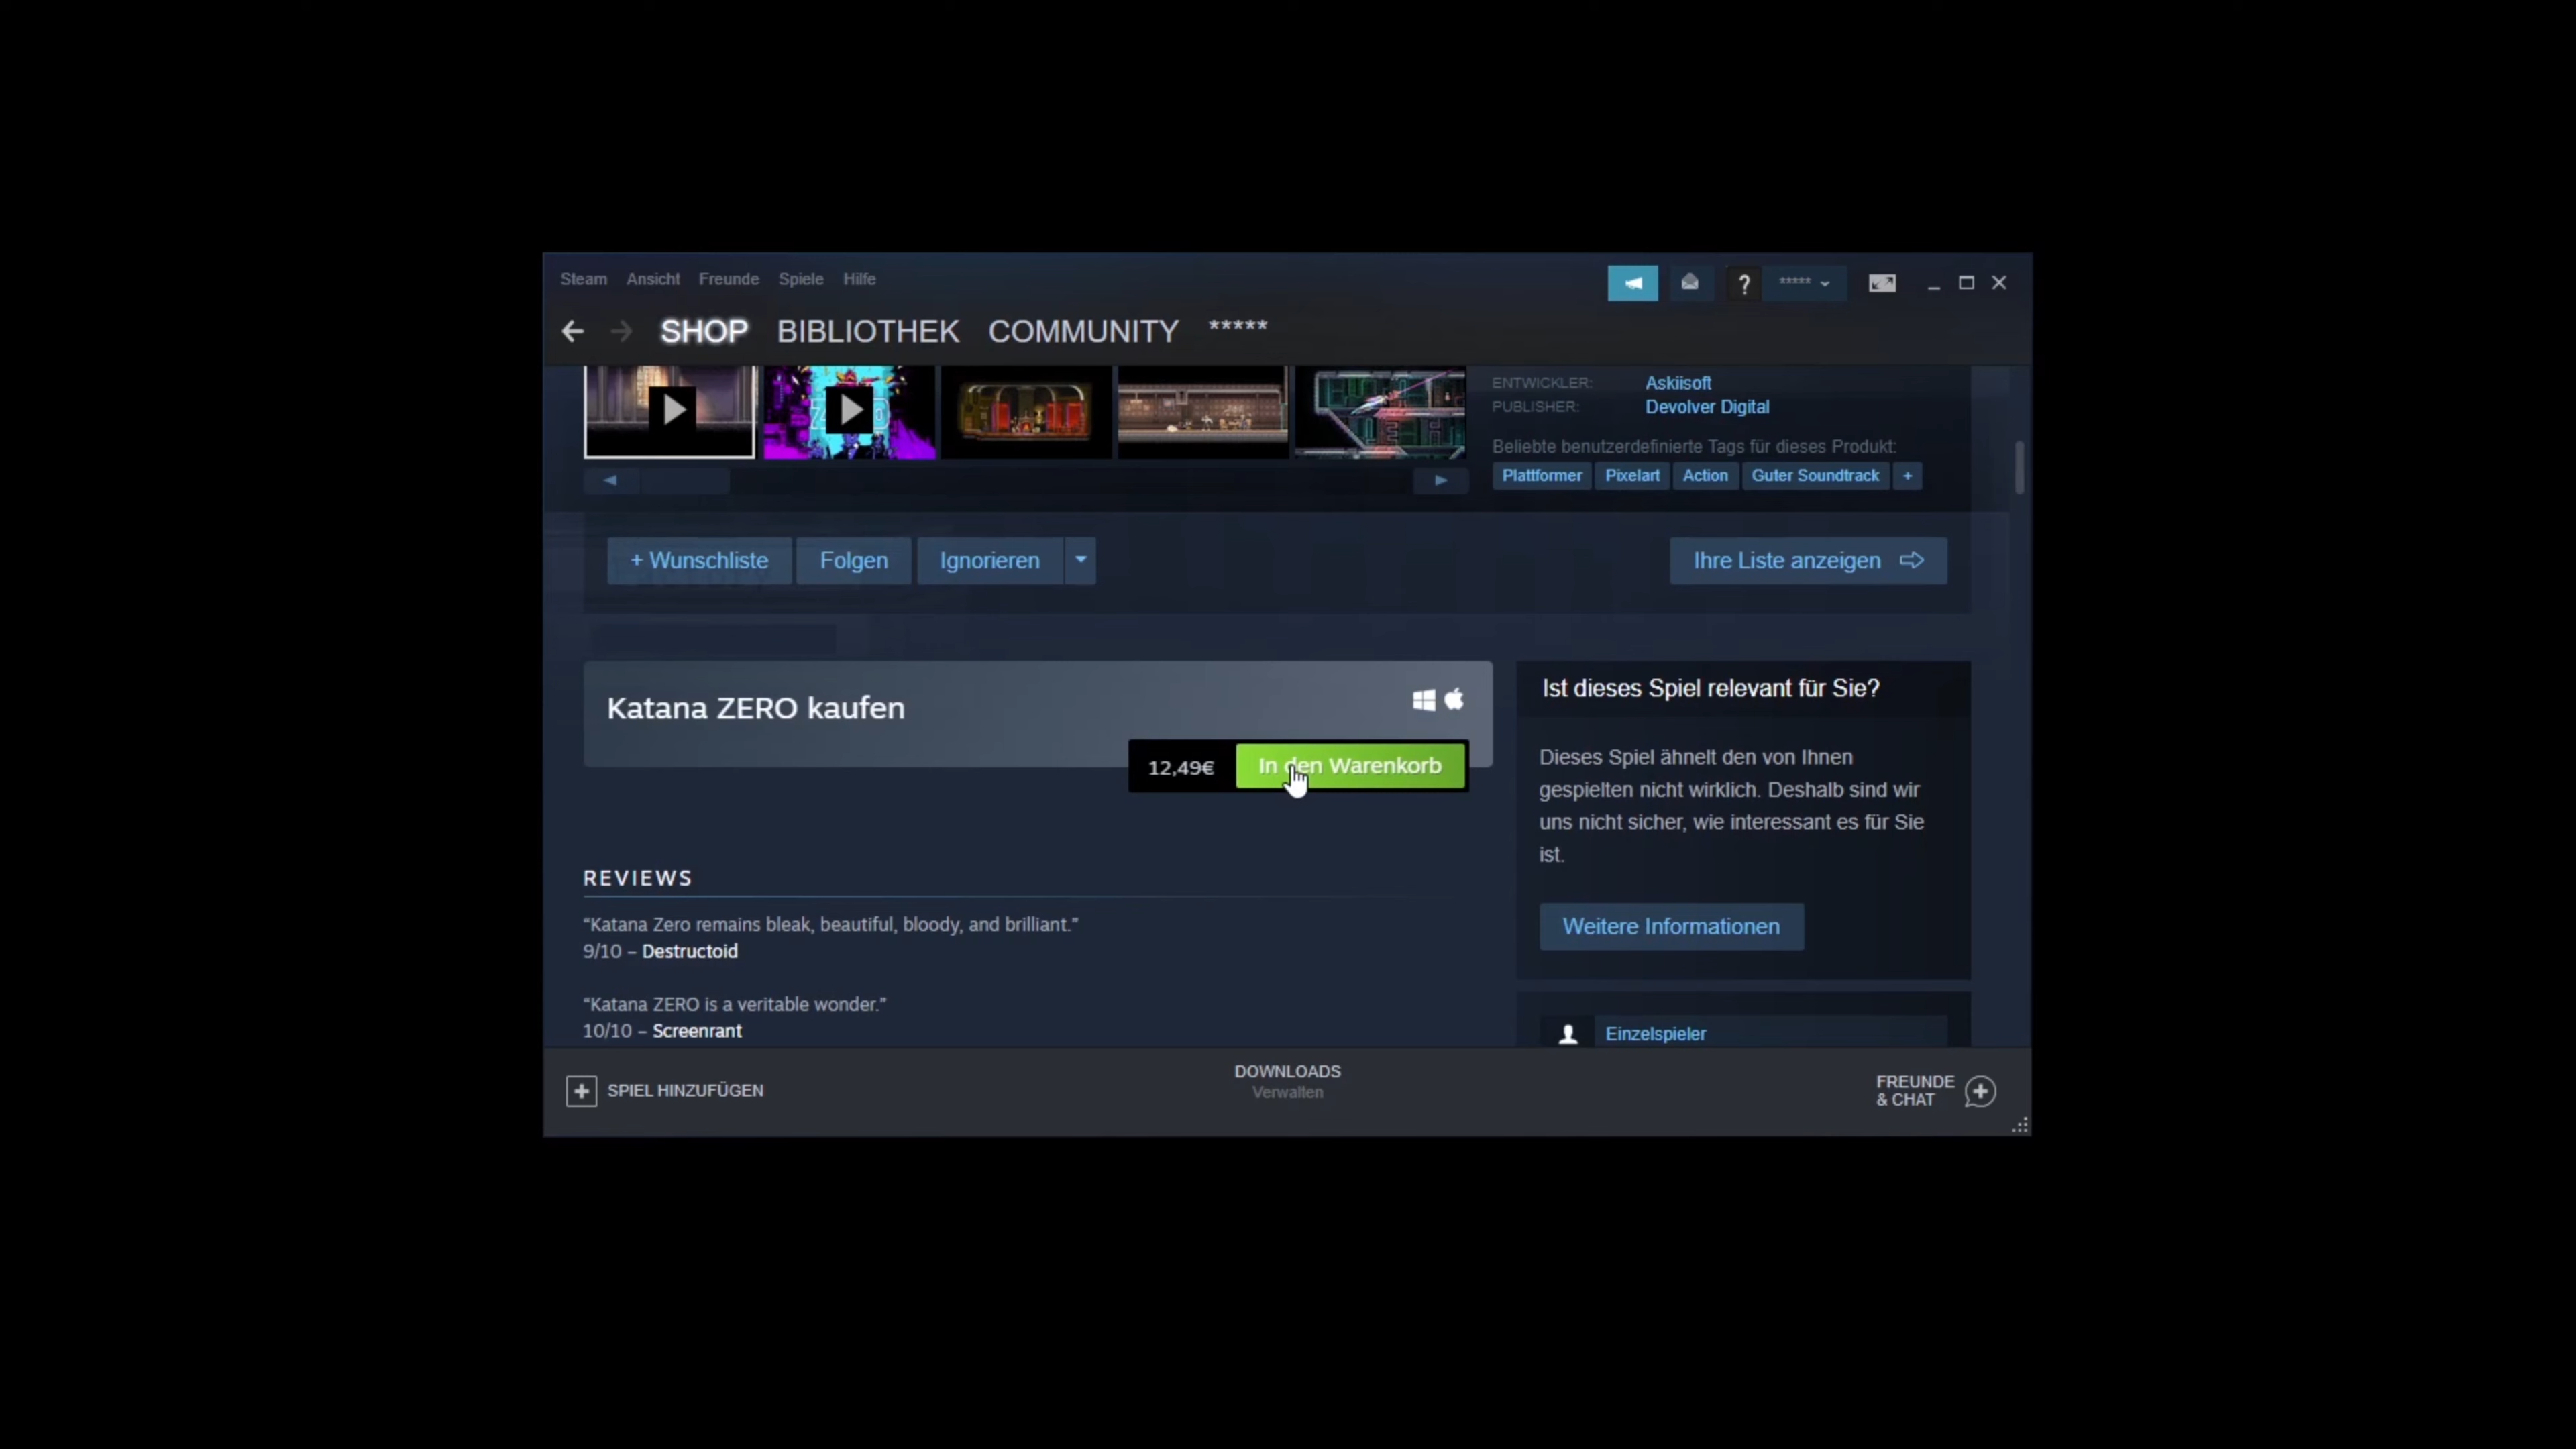 Steam Ansicht Freunde Spiele Hilfe
? *****
SHOP BIBLIOTHEK COMMUNITY *****
ENTWICKLER: Askiisoft
PUBLISHER: Devolver Digital
Beliebte benutzerdefinierte Tags für dieses Produkt:
Plattformer Pixelart Action Guter Soundtrack +
+ Wunschliste Folgen Ignorieren Ihre Liste anzeigen
Katana ZERO kaufen
12,49€ In den Warenkorb
Ist dieses Spiel relevant für Sie?
Dieses Spiel ähnelt den von Ihnen
gespielten nicht wirklich. Deshalb sind wir
uns nicht sicher, wie interessant es für Sie
ist.
Weitere Informationen
REVIEWS
“Katana Zero remains bleak, beautiful, bloody, and brilliant.”
9/10 – Destructoid
“Katana ZERO is a veritable wonder.”
10/10 – Screenrant
Einzelspieler
SPIEL HINZUFÜGEN
DOWNLOADS
Verwalten
FREUNDE
& CHAT